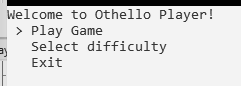 Welcome to Othello Player!
> Play Game
Select difficulty
Exit